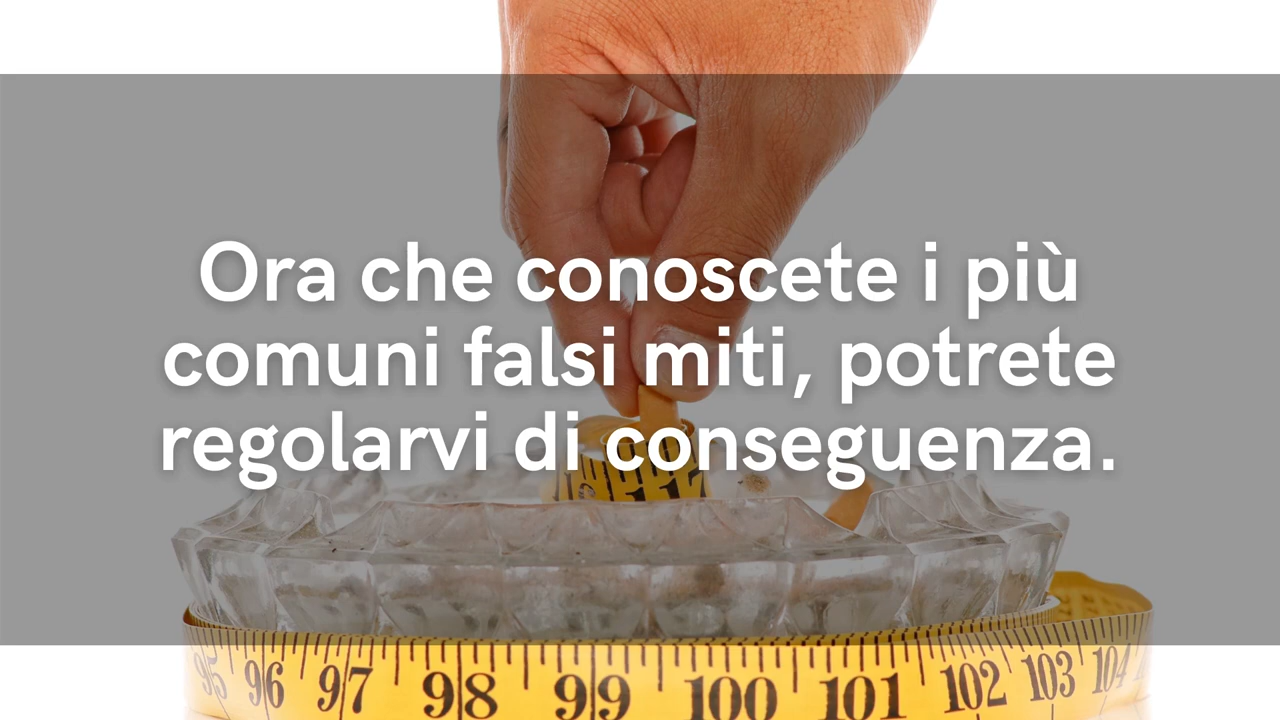 Ora che conoscete i più
comuni falsi miti, potrete
regolarvi di conseguenza.
95 96 97 98 99 100 101 102 103 104